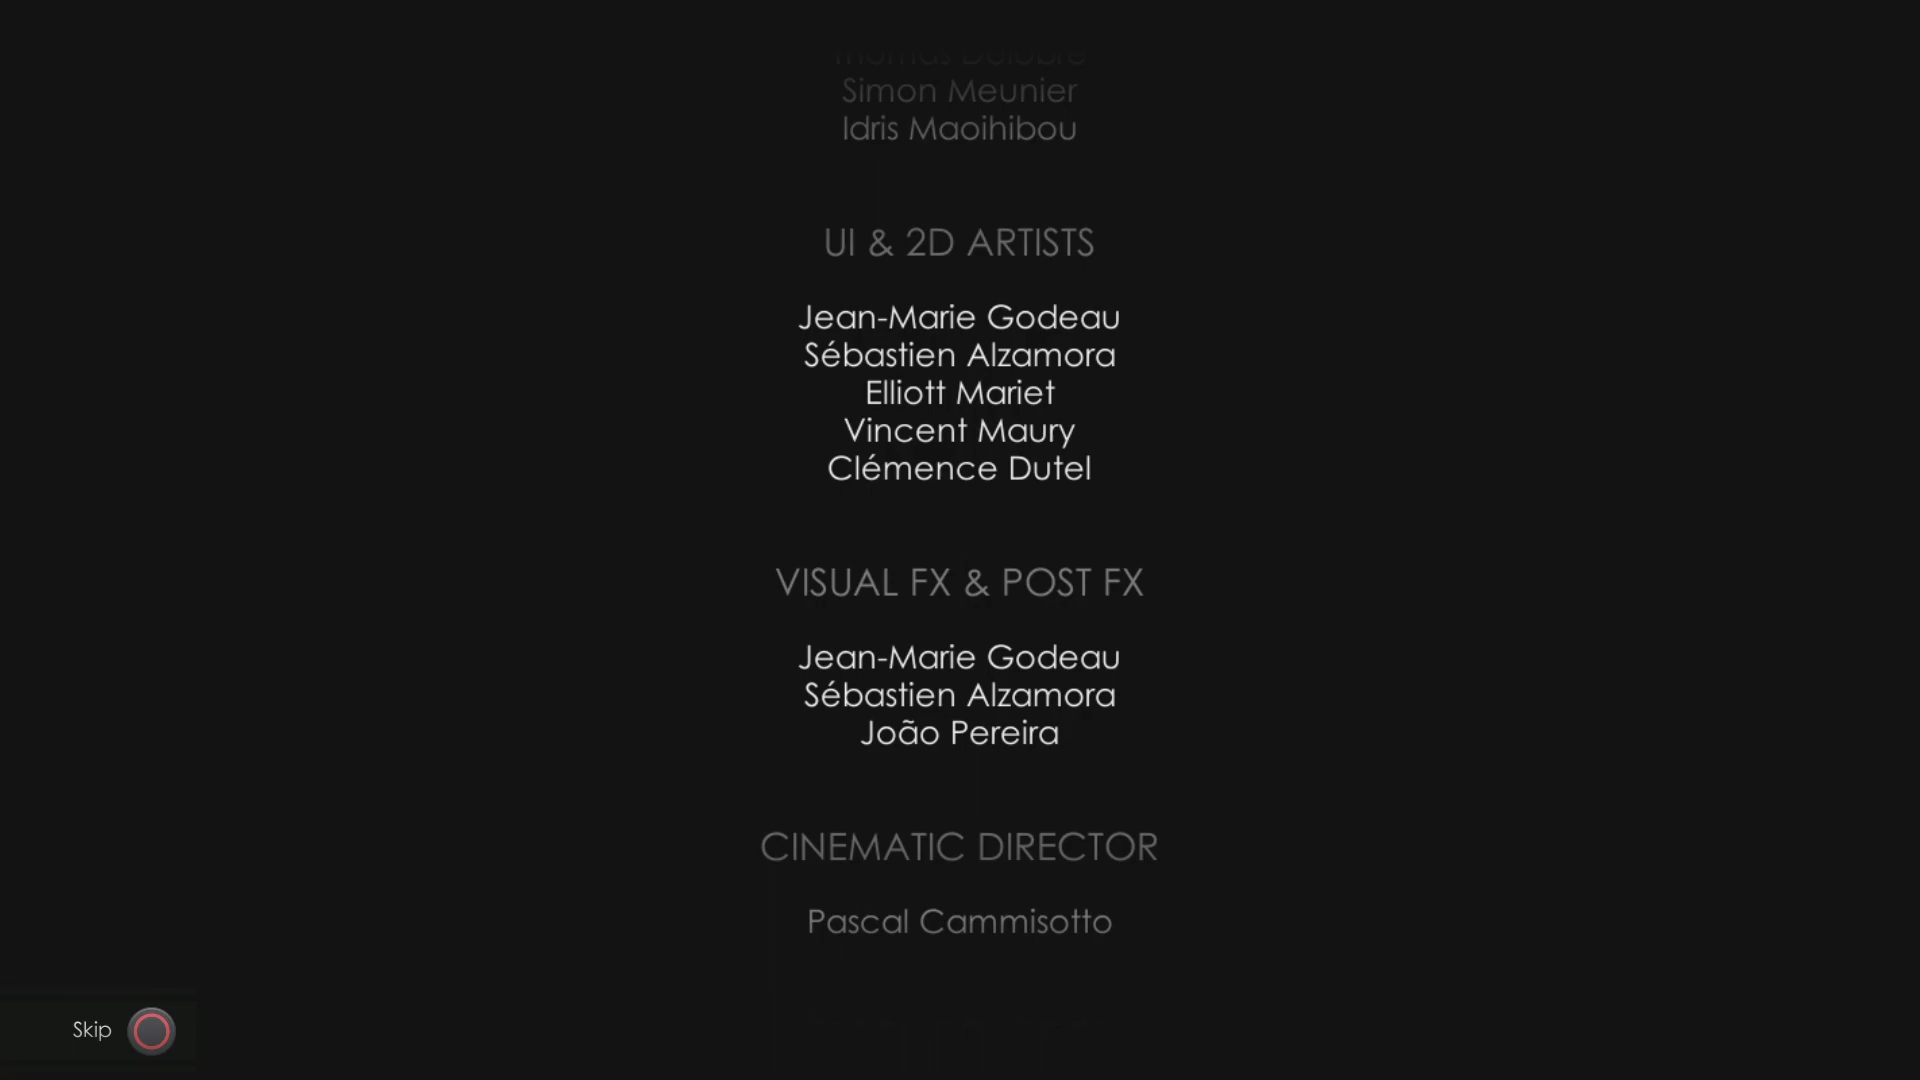 Simon Meunier
Idris Maoihibou
UI & 2D ARTISTS
Jean-Marie Godeau
Sébastien Alzamora
Elliott Mariet
Vincent Maury
Clémence Dutel
VISUAL FX & POST FX
Jean-Marie Godeau
Sébastien Alzamora
João Pereira
CINEMATIC DIRECTOR
Pascal Cammisotto
Skip